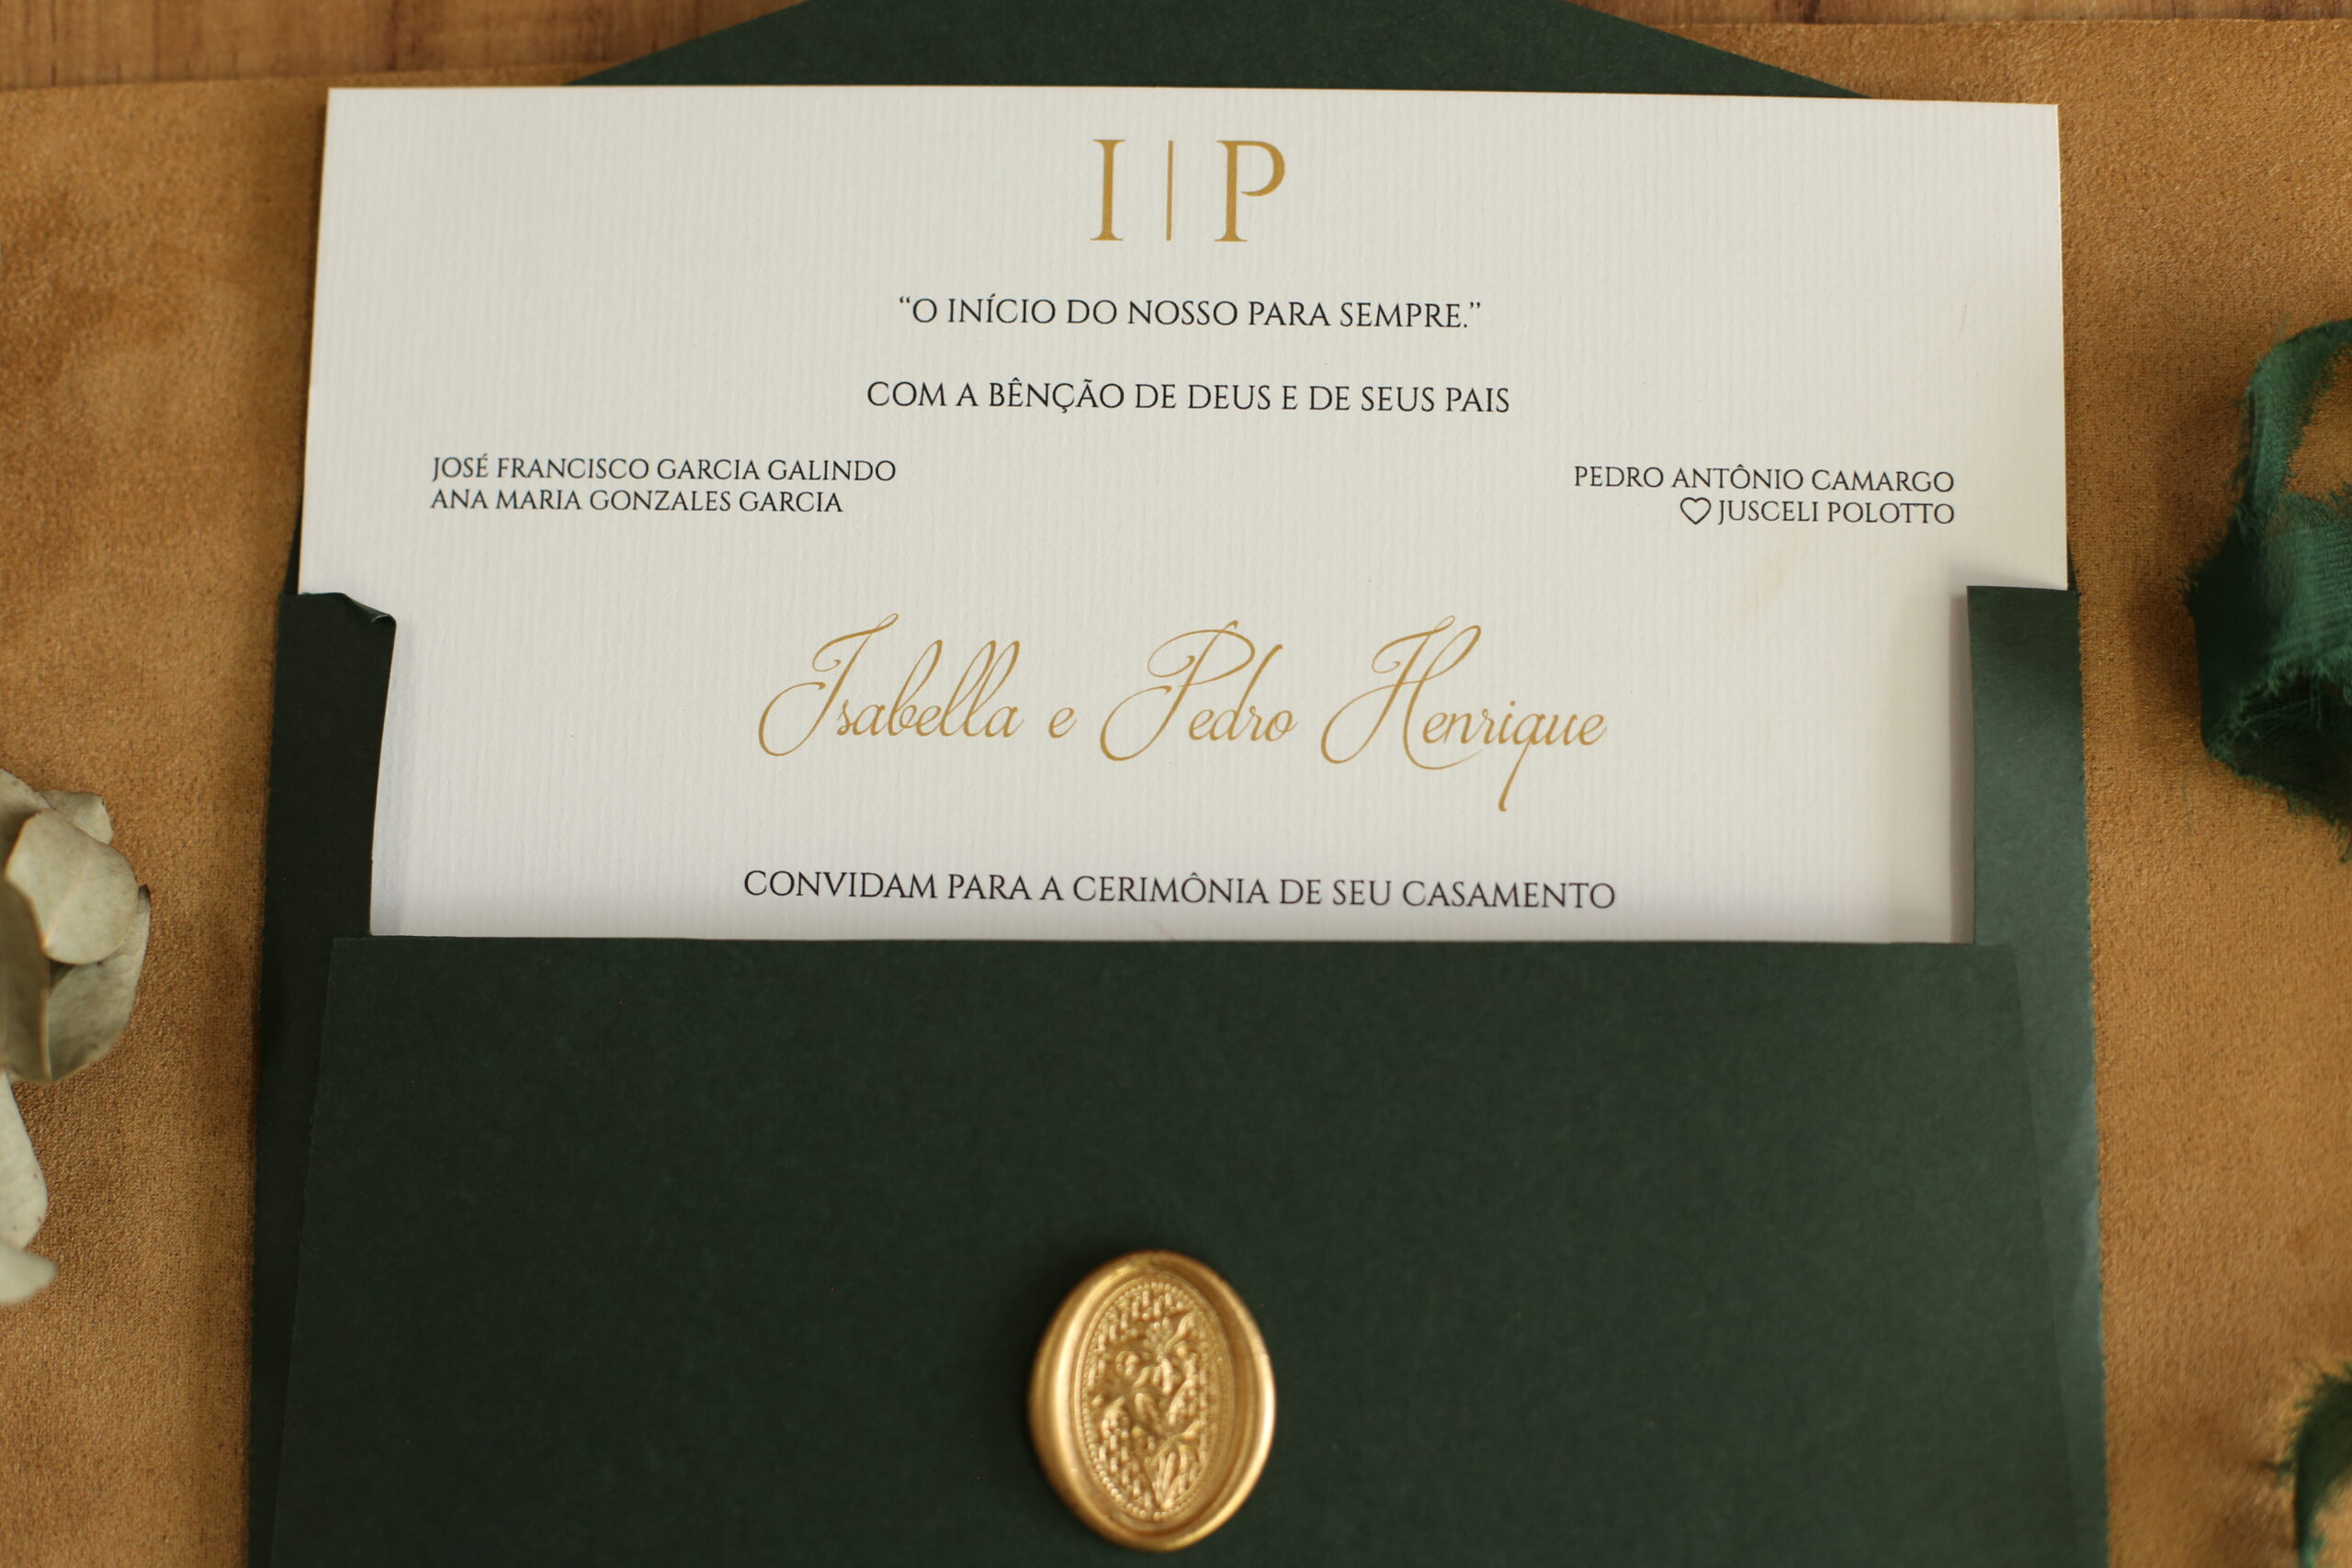 I | P
“O INÍCIO DO NOSSO PARA SEMPRE.”
COM A BÊNÇÃO DE DEUS E DE SEUS PAIS
JOSÉ FRANCISCO GARCIA GALINDO
ANA MARIA GONZALES GARCIA
PEDRO ANTÔNIO CAMARGO
♡ JUSCELI POLOTTO
Isabella e Pedro Henrique
CONVIDAM PARA A CERIMÔNIA DE SEU CASAMENTO